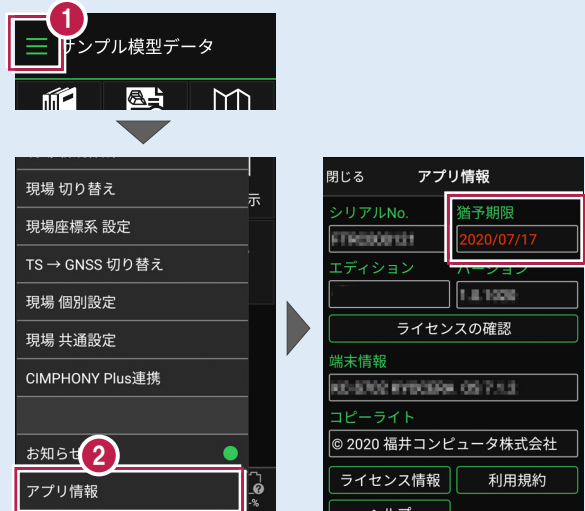 1
サンプル模型データ
現場 切り替え
示
現場座標系 設定
TS → GNSS 切り替え
現場 個別設定
現場 共通設定
CIMPHONY Plus連携
お知らせ
2
アプリ情報
-%
閉じる アプリ情報
シリアルNo. 猶予期限
2020/07/17
エディション バージョン
ライセンスの確認
端末情報
コピーライト
© 2020 福井コンピュータ株式会社
ライセンス情報 利用規約
ヘルプ